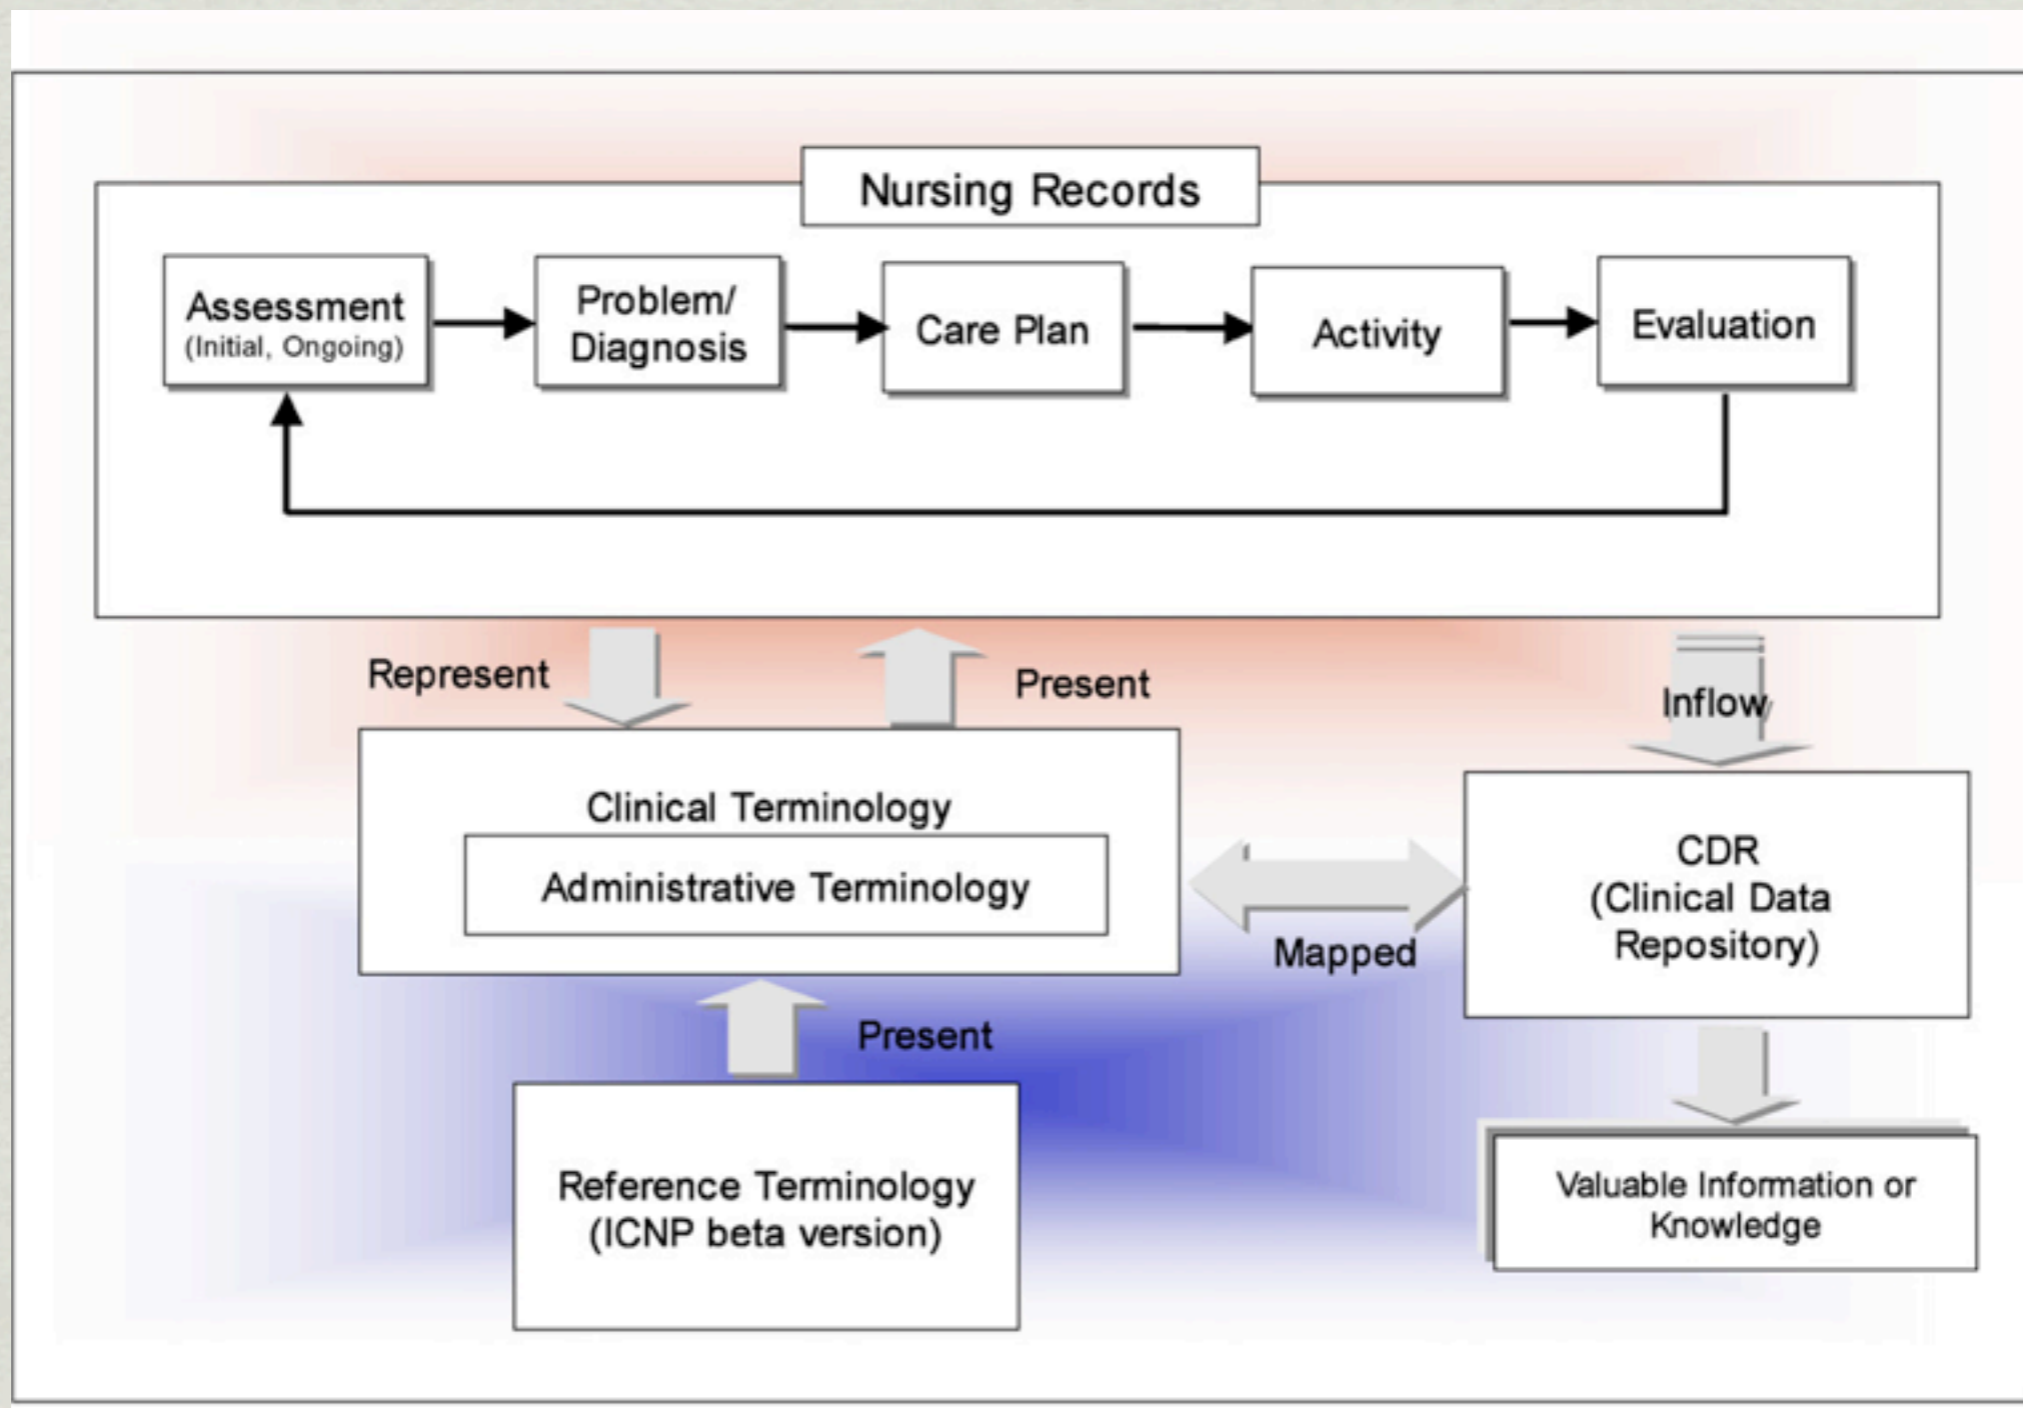 Nursing Records
Assessment
(Initial, Ongoing)
Problem/
Diagnosis
Care Plan
Activity
Evaluation
Represent
Present
Inflow
Clinical Terminology
Administrative Terminology
Mapped
CDR
(Clinical Data
Repository)
Present
Reference Terminology
(ICNP beta version)
Valuable Information or
Knowledge